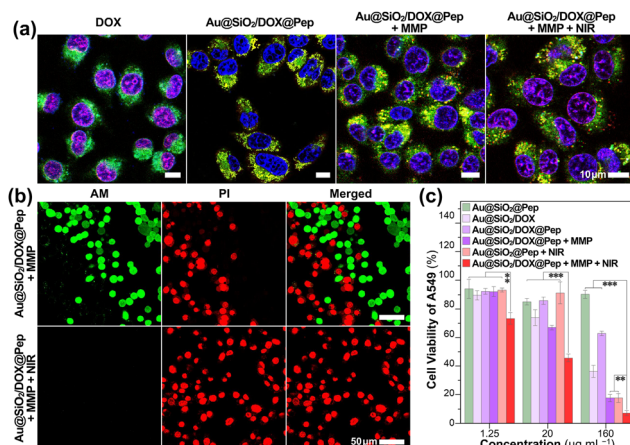 (a)
DOX
Au@SiO₂/DOX@Pep
Au@SiO₂/DOX@Pep
+ MMP
Au@SiO₂/DOX@Pep
+ MMP + NIR
10μm
(b)
AM
PI
Merged
Au@SiO₂/DOX@Pep
+ MMP
Au@SiO₂/DOX@Pep
+ MMP + NIR
50μm
(c)
Au@SiO₂@Pep
Au@SiO₂/DOX
Au@SiO₂/DOX@Pep
Au@SiO₂/DOX@Pep + MMP
Au@SiO₂@Pep + NIR
Au@SiO₂/DOX@Pep + MMP + NIR
Cell Viability of A549 (%)
140
120
100
80
60
40
20
0
**
***
***
**
1.25
20
160
Concentration (μg mL⁻¹)